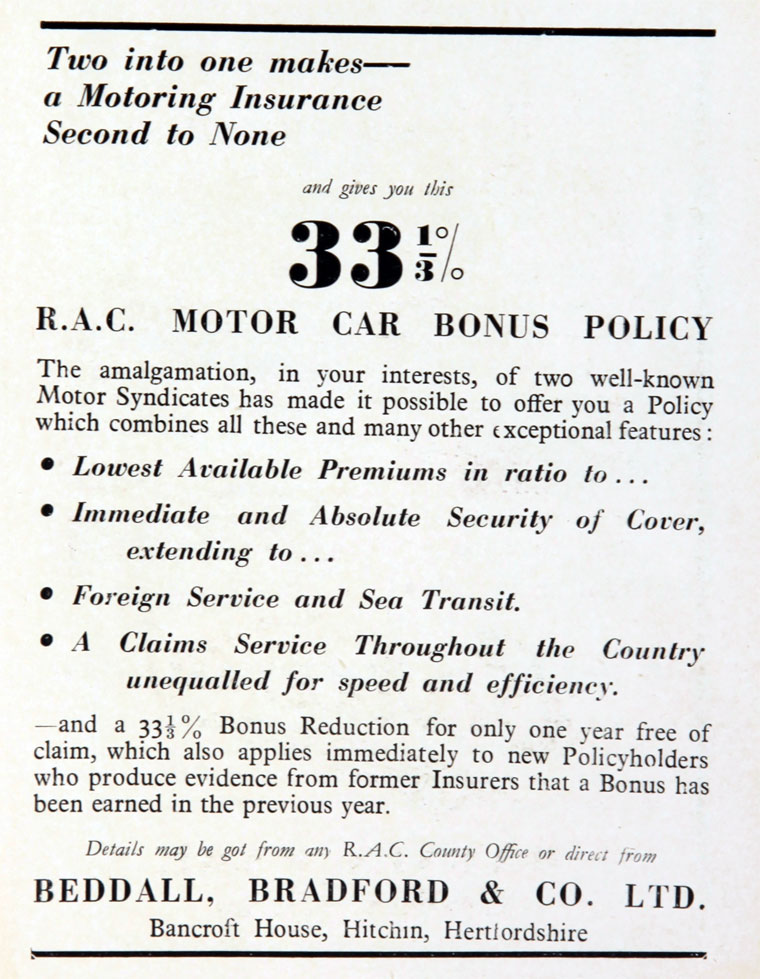 Two into one makes—
a Motoring Insurance
Second to None
and gives you this
33⅓%
R.A.C. MOTOR CAR BONUS POLICY
The amalgamation, in your interests, of two well-known
Motor Syndicates has made it possible to offer you a Policy
which combines all these and many other exceptional features:
• Lowest Available Premiums in ratio to...
• Immediate and Absolute Security of Cover,
extending to...
• Foreign Service and Sea Transit.
• A Claims Service Throughout the Country
unequalled for speed and efficiency.
—and a 33⅓% Bonus Reduction for only one year free of
claim, which also applies immediately to new Policyholders
who produce evidence from former Insurers that a Bonus has
been earned in the previous year.
Details may be got from any R.A.C. County Office or direct from
BEDDALL, BRADFORD & CO. LTD.
Bancroft House, Hitchin, Hertfordshire